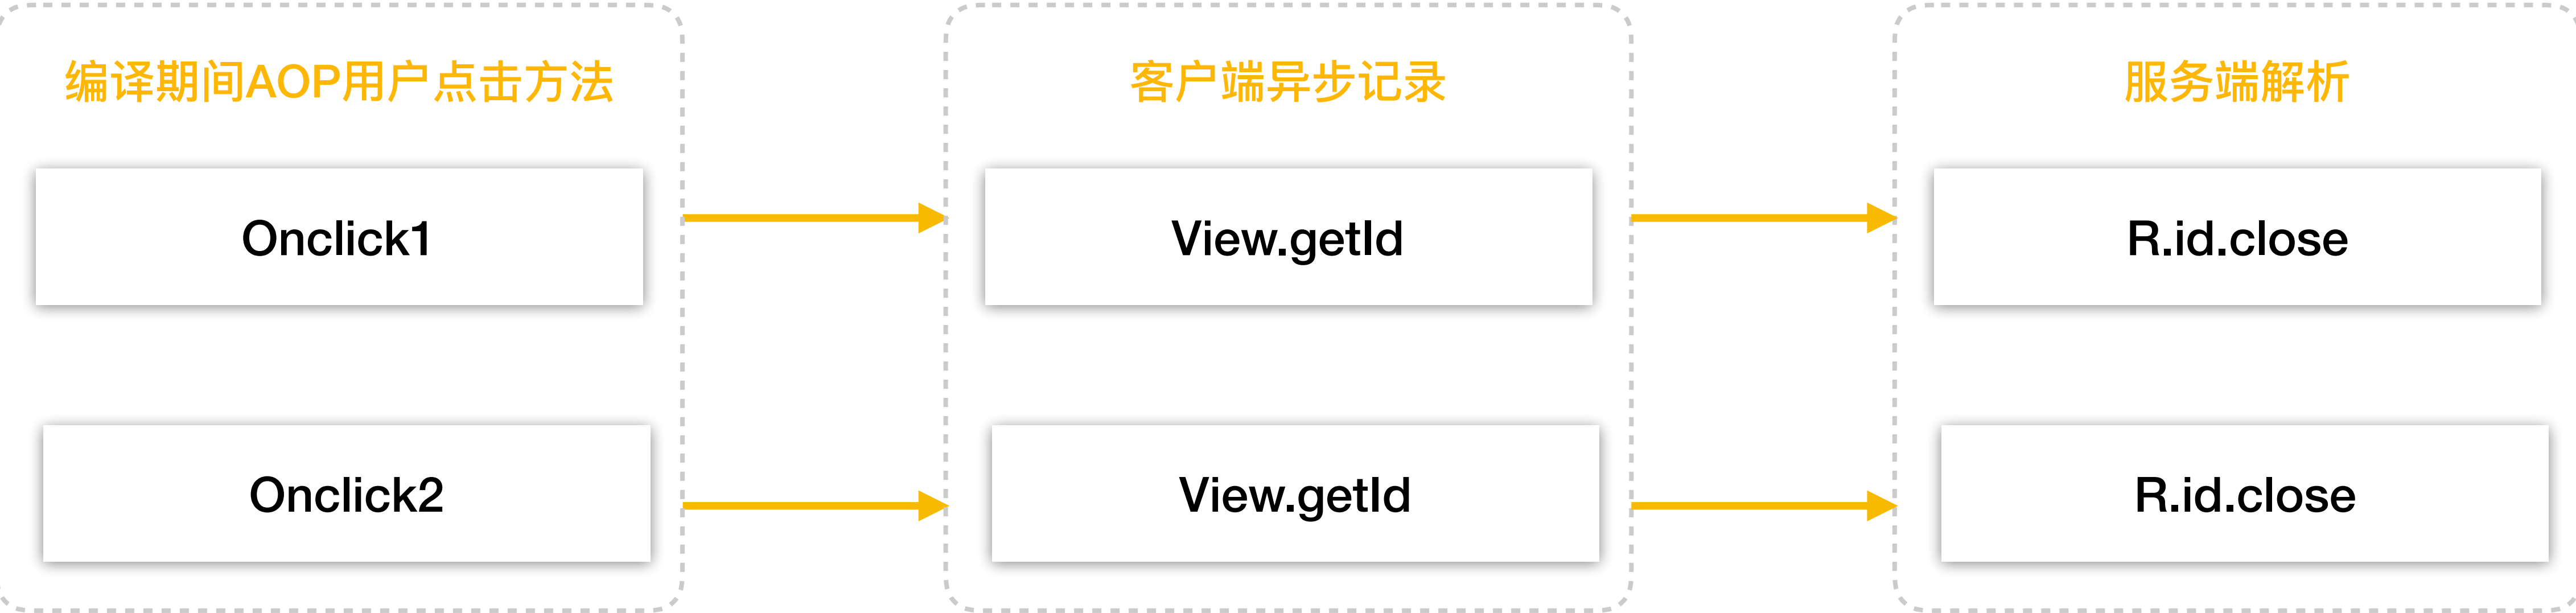 编译期间AOP用户点击方法
客户端异步记录
服务端解析
Onclick1
View.getId
R.id.close
Onclick2
View.getId
R.id.close